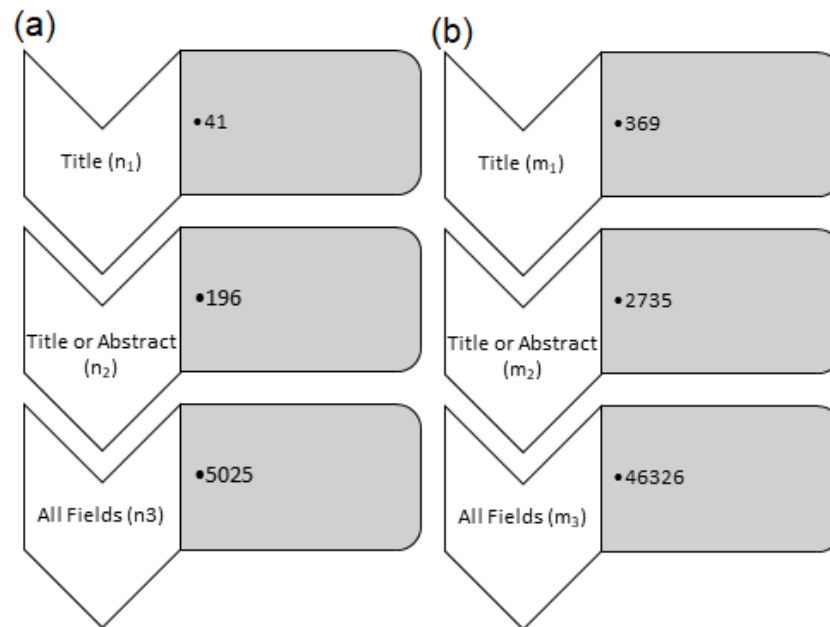 (a)
Title (n₁)
•41
Title or Abstract
(n₂)
•196
All Fields (n3)
•5025
(b)
Title (m₁)
•369
Title or Abstract
(m₂)
•2735
All Fields (m₃)
•46326